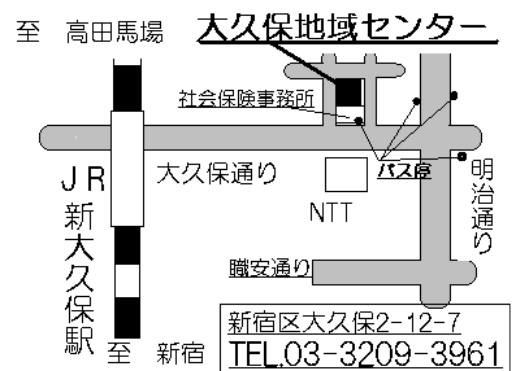 至 高田馬場
大久保地域センター
社会保険事務所
JR
新大久保駅
大久保通り
バス停
明治通り
NTT
職安通り
至 新宿
新宿区大久保2-12-7
TEL.03-3209-3961